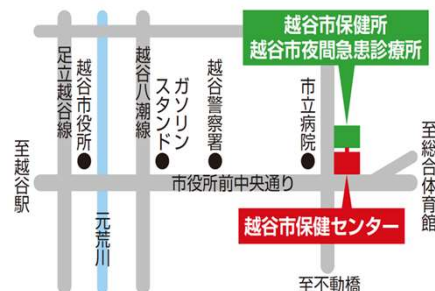 越谷市保健所
越谷市夜間急患診療所
足立越谷線
越谷市役所
越谷八潮線
ガソリン
スタンド
越谷警察署
市立病院
至総合体育館
至越谷駅
市役所前中央通り
元荒川
越谷市保健センター
至不動橋